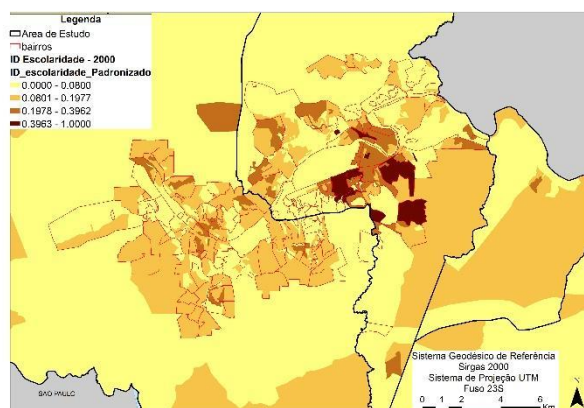 Legenda
Área de Estudo
bairros
ID Escolaridade - 2000
ID_escolaridade_Padronizado
0.0000 - 0.0800
0.0801 - 0.1977
0.1978 - 0.3962
0.3963 - 1.0000
SAO PAULO
Sistema Geodésico de Referência
Sirgas 2000
Sistema de Projeção UTM
Fuso 23S
N
0 1 2 4 6
Km